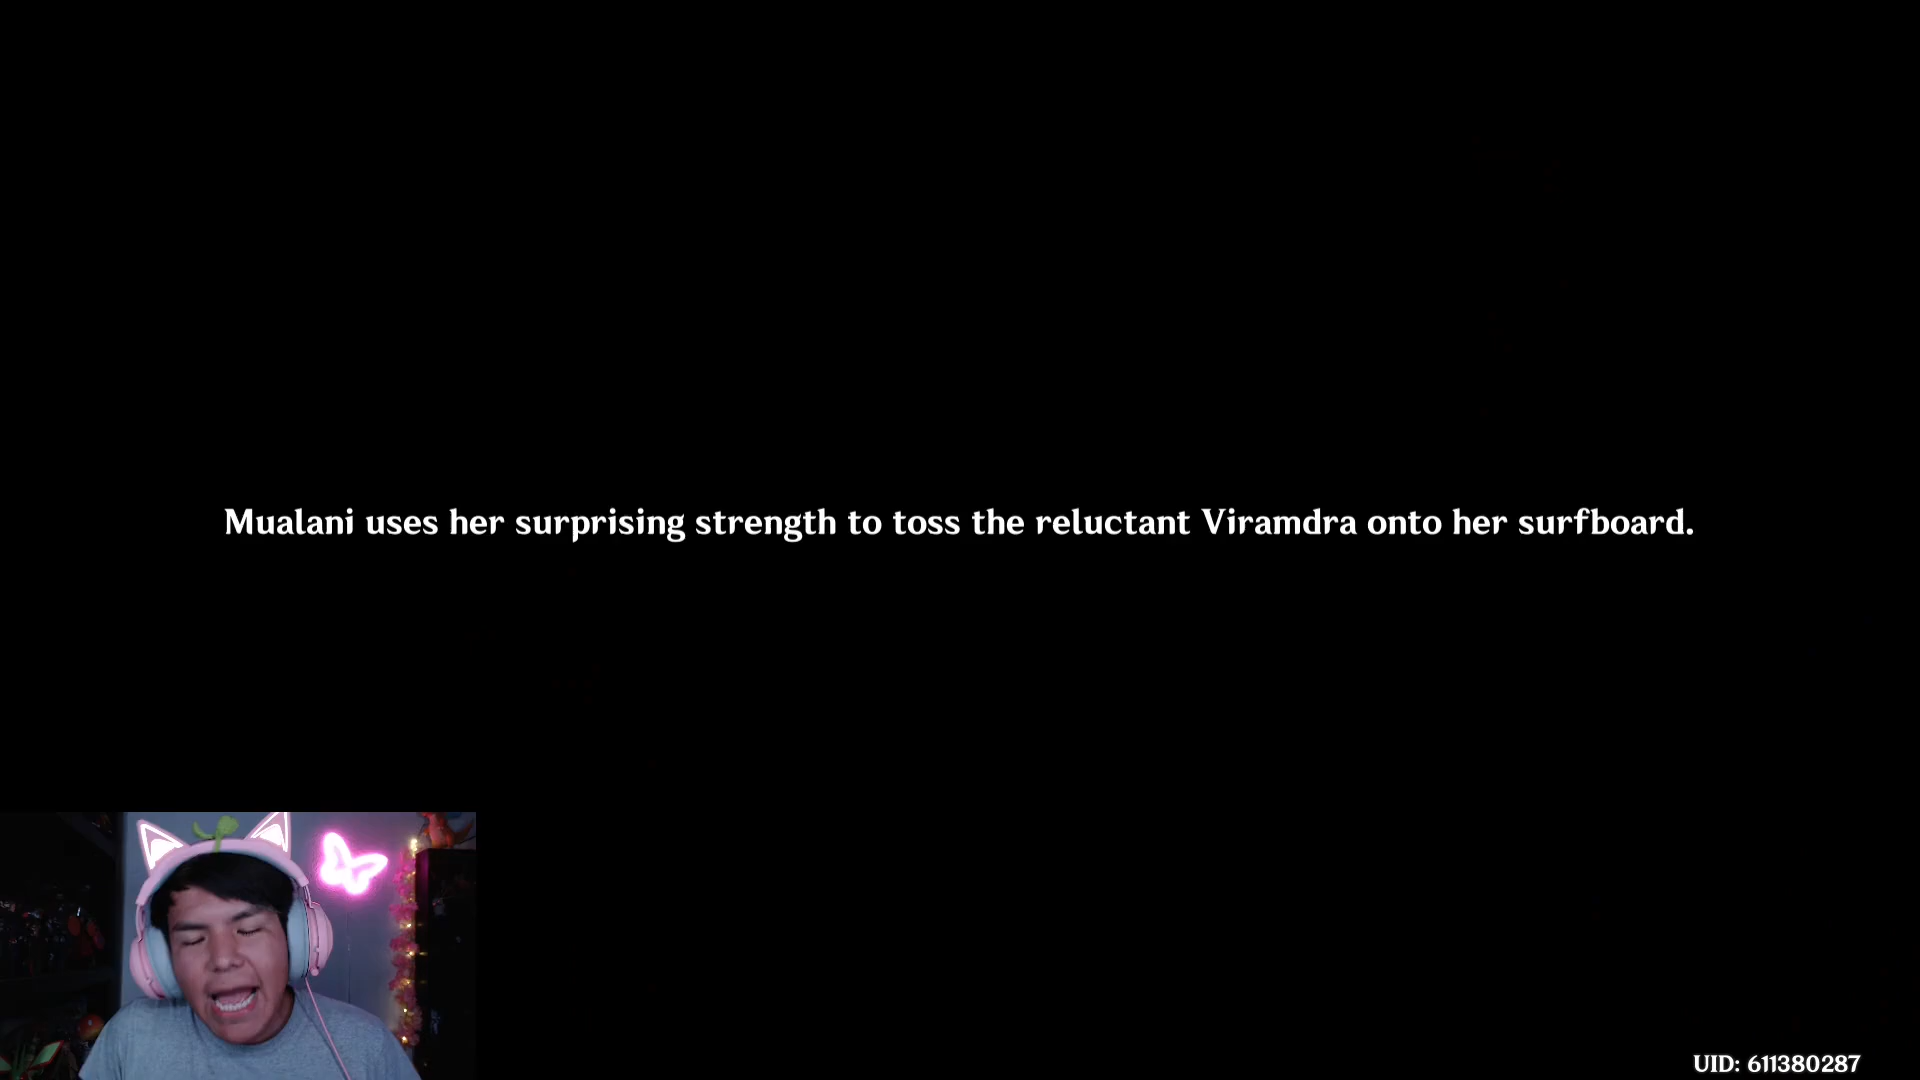 Mualani uses her surprising strength to toss the reluctant Viramdra onto her surfboard.
UID: 611380287